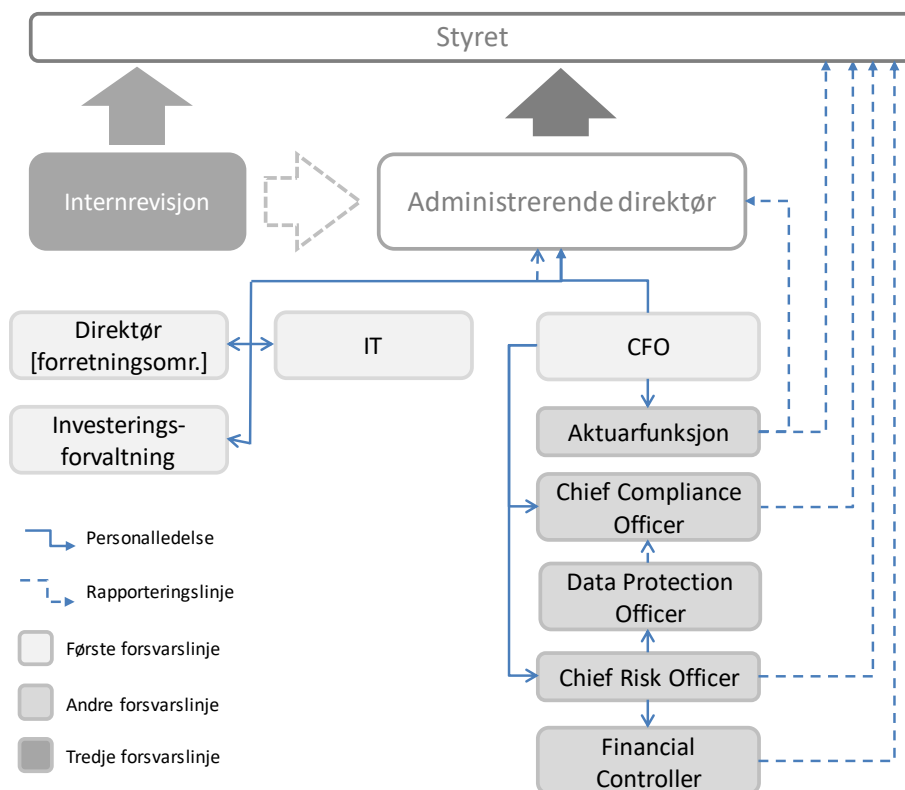 Styret
Internrevisjon
Administrerende direktør
Direktør
[forretningsomr.]
IT
CFO
Investerings-
forvaltning
Aktuarfunksjon
Chief Compliance
Officer
Data Protection
Officer
Chief Risk Officer
Financial
Controller
Personalledelse
Rapporteringslinje
Første forsvarslinje
Andre forsvarslinje
Tredje forsvarslinje